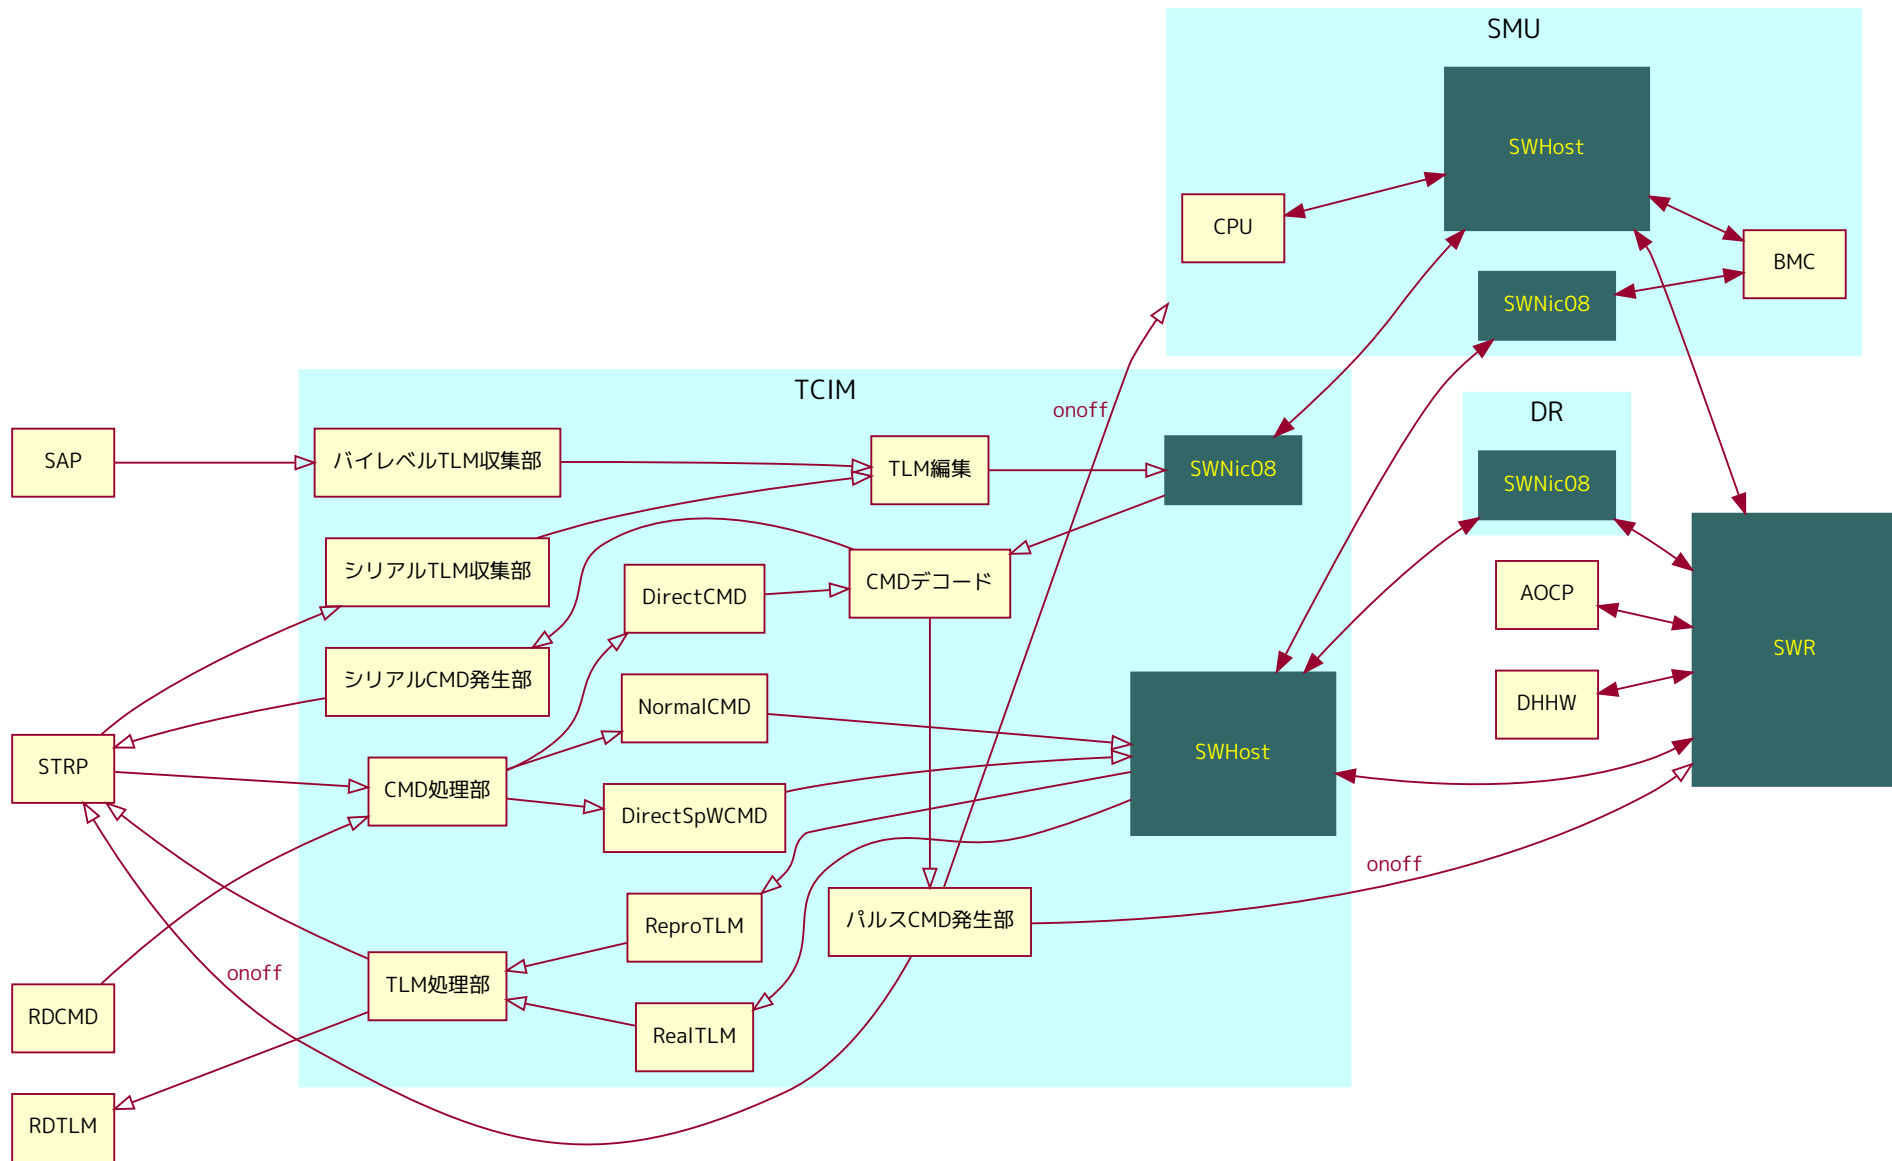 SMU
SWHost
CPU
BMC
SWNic08
TCIM
onoff
DR
SAP
バイレベルTLM収集部
TLM編集
SWNic08
SWNic08
シリアルTLM収集部
DirectCMD
CMDデコード
AOCP
SWR
シリアルCMD発生部
NormalCMD
DHHW
STRP
CMD処理部
DirectSpWCMD
SWHost
onoff
ReproTLM
パルスCMD発生部
onoff
TLM処理部
RDCMD
RealTLM
RDTLM